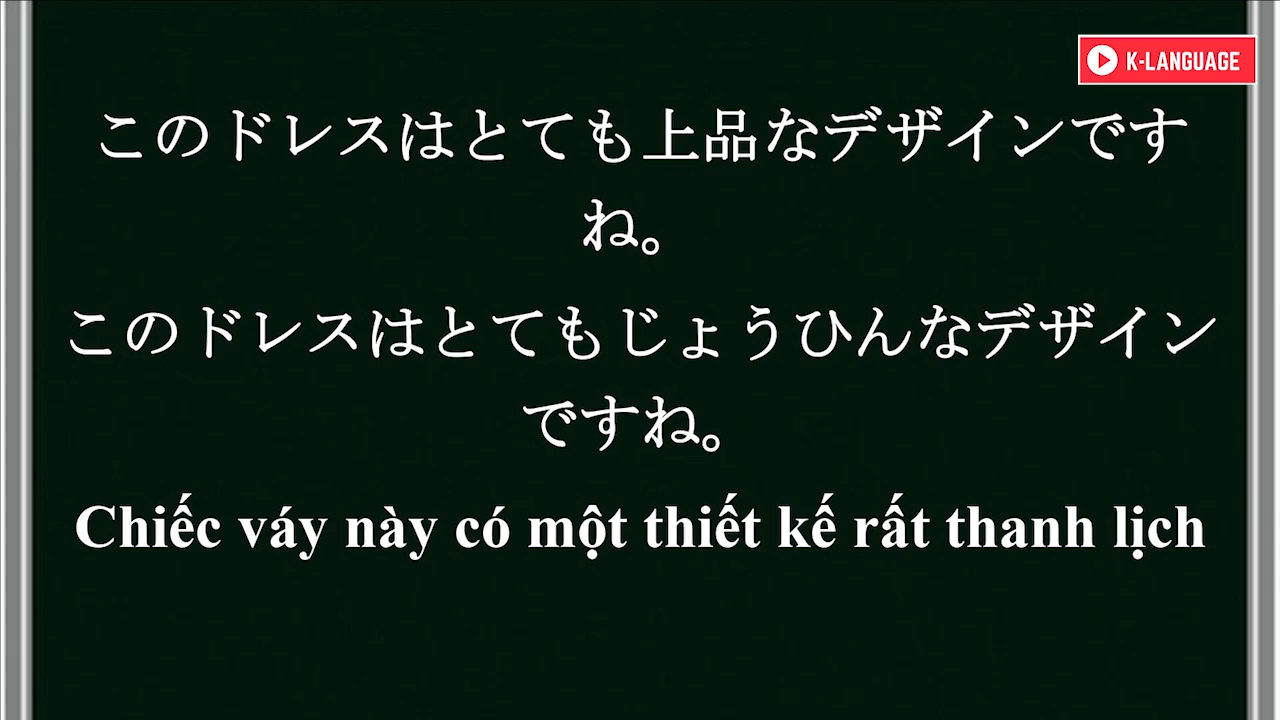 K-LANGUAGE
このドレスはとても上品なデザインです
ね。
このドレスはとてもじょうひんなデザイン
ですね。
Chiếc váy này có một thiết kế rất thanh lịch